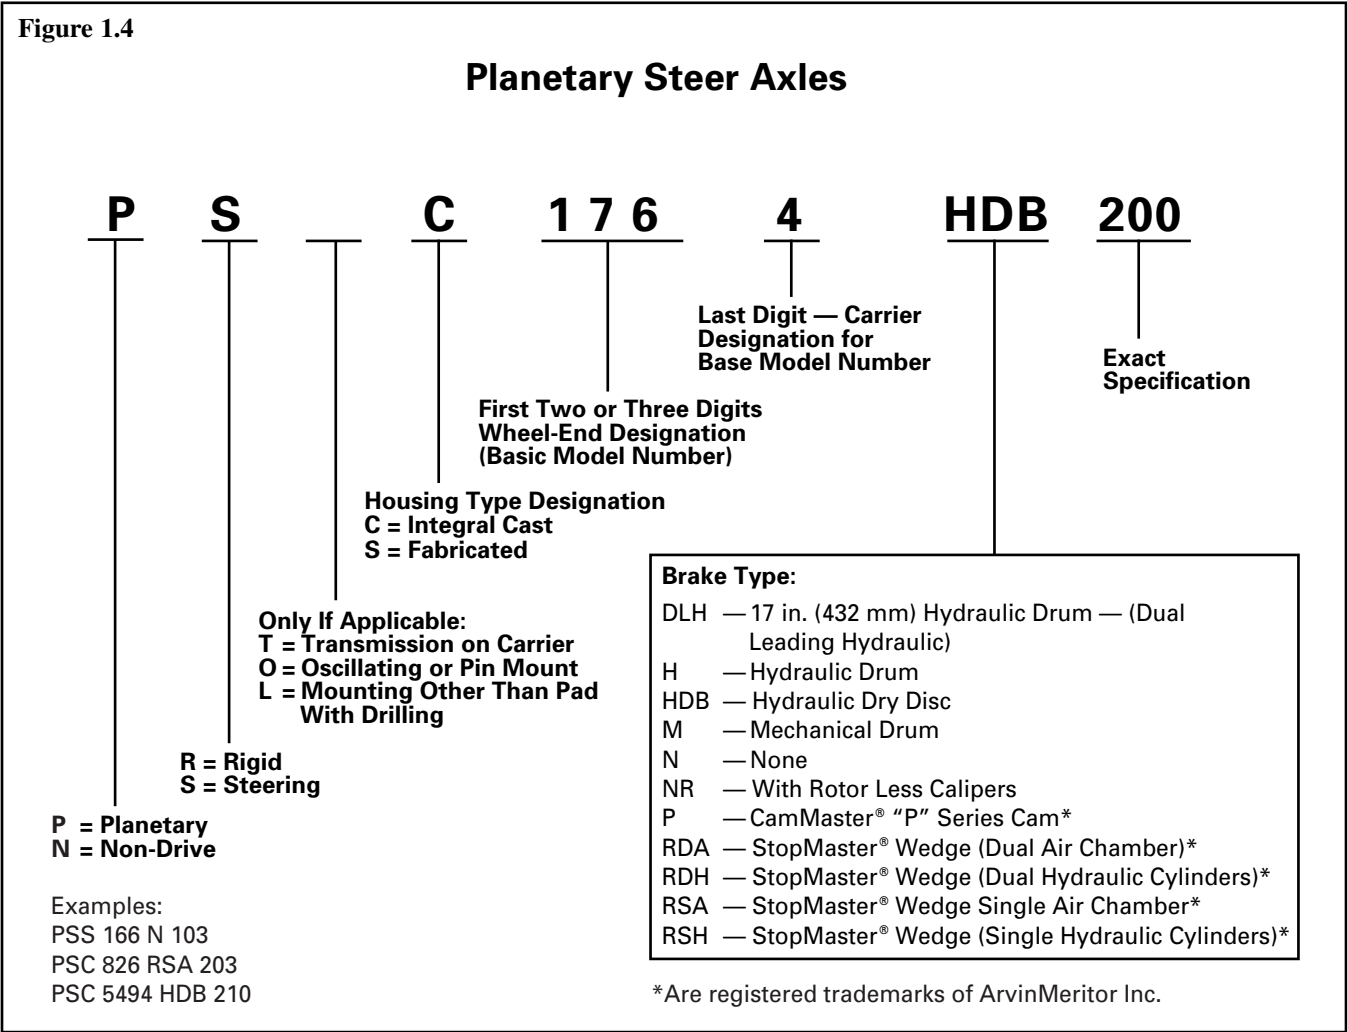 Figure 1.4
Planetary Steer Axles
P S C 1 7 6 4 HDB 200
Last Digit — Carrier
Designation for
Base Model Number
Exact
Specification
First Two or Three Digits
Wheel-End Designation
(Basic Model Number)
Housing Type Designation
C = Integral Cast
S = Fabricated
Only If Applicable:
T = Transmission on Carrier
O = Oscillating or Pin Mount
L = Mounting Other Than Pad
With Drilling
R = Rigid
S = Steering
P = Planetary
N = Non-Drive
Examples:
PSS 166 N 103
PSC 826 RSA 203
PSC 5494 HDB 210
Brake Type:
DLH — 17 in. (432 mm) Hydraulic Drum — (Dual
Leading Hydraulic)
H — Hydraulic Drum
HDB — Hydraulic Dry Disc
M — Mechanical Drum
N — None
NR — With Rotor Less Calipers
P — CamMaster® “P” Series Cam*
RDA — StopMaster® Wedge (Dual Air Chamber)*
RDH — StopMaster® Wedge (Dual Hydraulic Cylinders)*
RSA — StopMaster® Wedge Single Air Chamber*
RSH — StopMaster® Wedge (Single Hydraulic Cylinders)*
*Are registered trademarks of ArvinMeritor Inc.